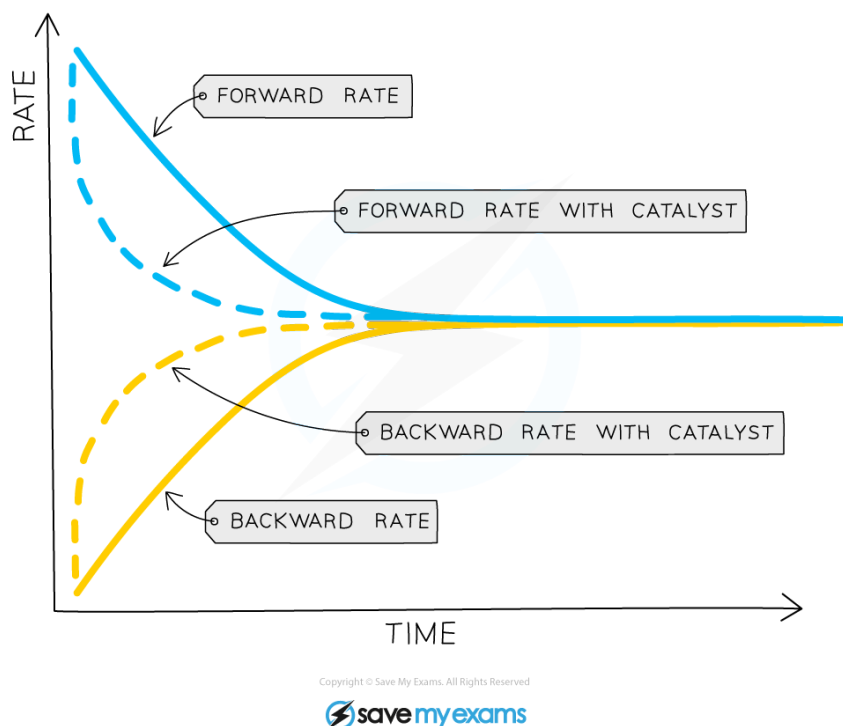 RATE
FORWARD RATE
FORWARD RATE WITH CATALYST
BACKWARD RATE WITH CATALYST
BACKWARD RATE
TIME
Copyright © Save My Exams. All Rights Reserved
save my exams